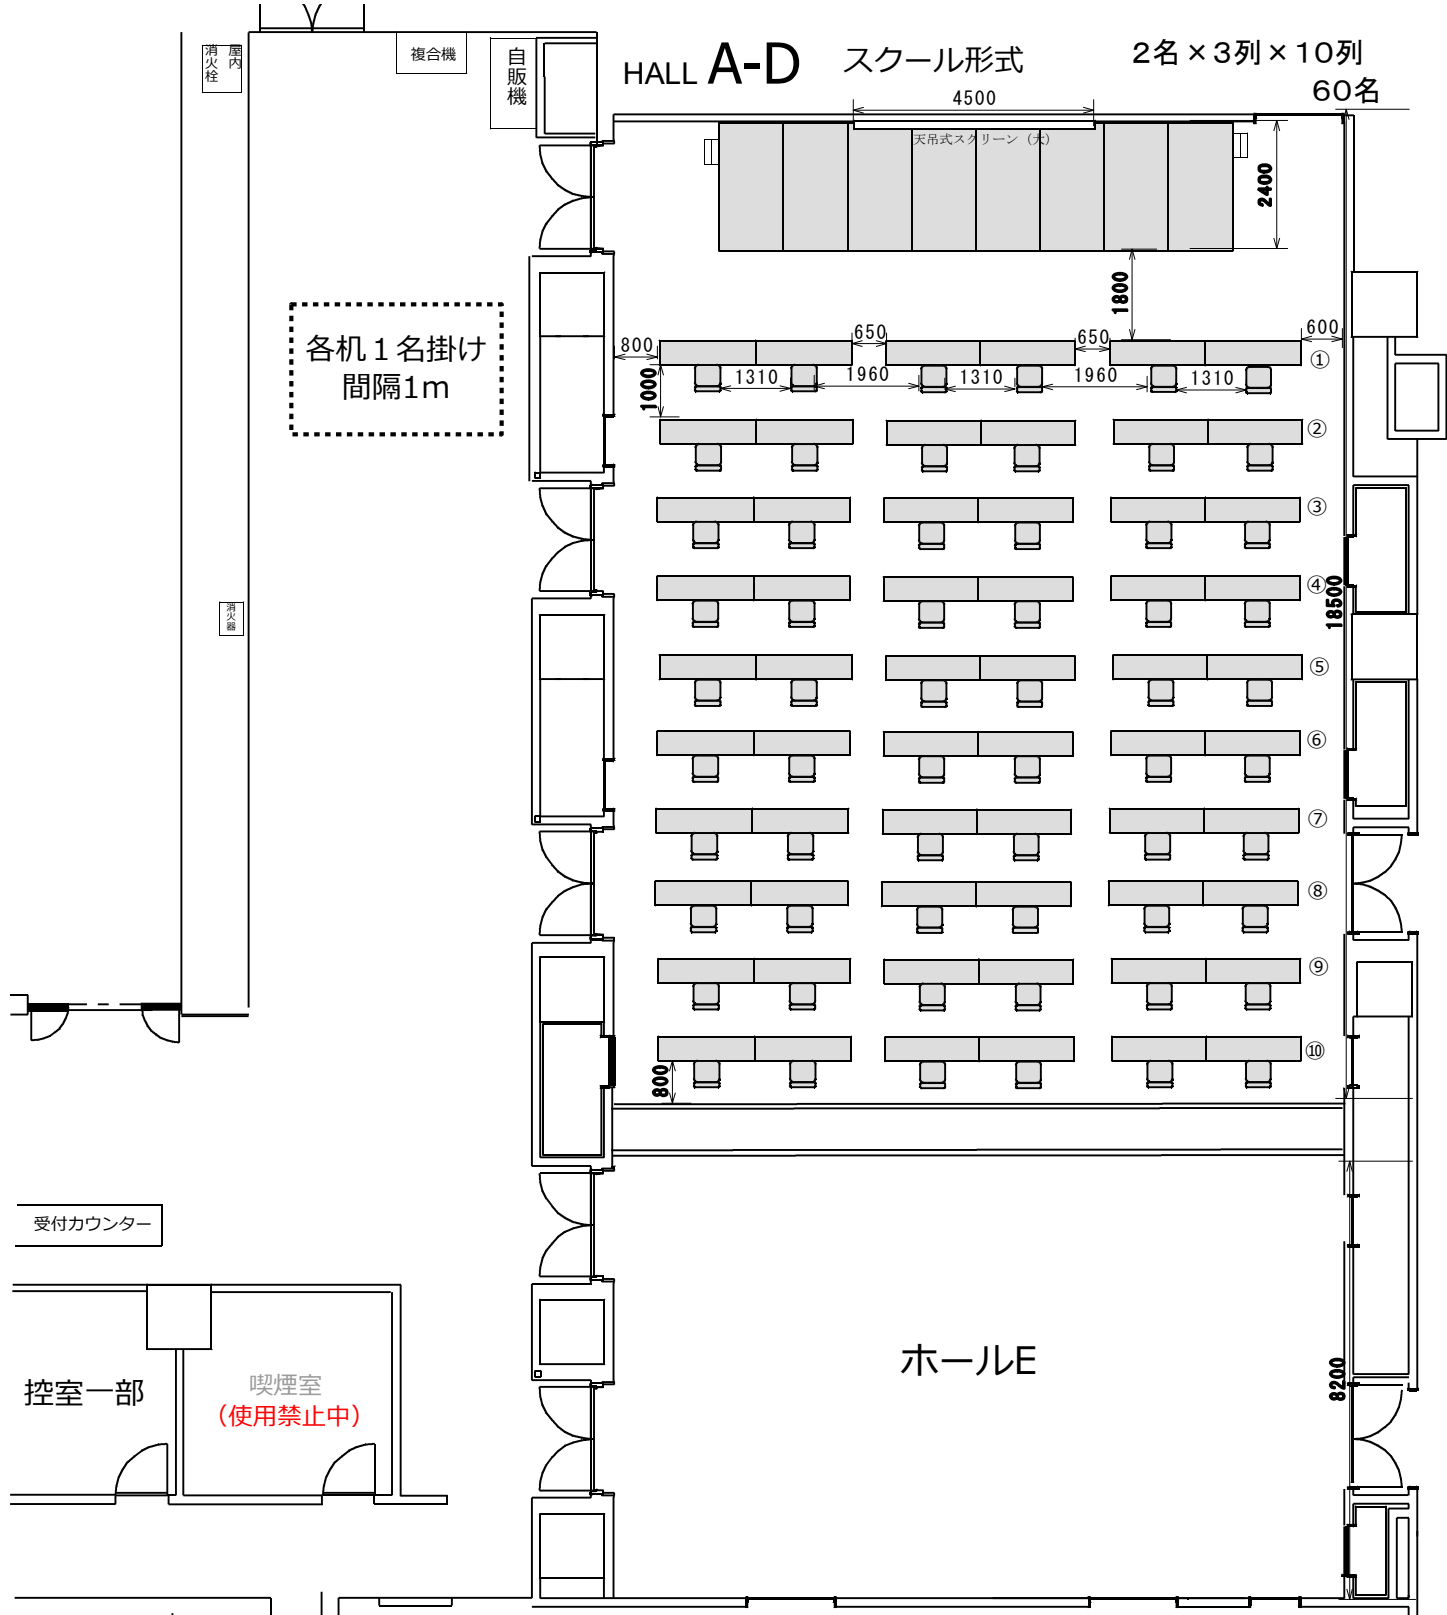 屋内
消火栓
複合機
自販機
HALL A-D スクール形式
2名×3列×10列
60名
4500
天吊式スクリーン（大）
2400
1800
各机１名掛け
間隔1m
800
650
650
600
①
1000
1310
1960
1310
1960
1310
②
③
④
18500
消火器
⑤
⑥
⑦
⑧
⑨
⑩
800
受付カウンター
ホールE
8200
控室一部
喫煙室
（使用禁止中）